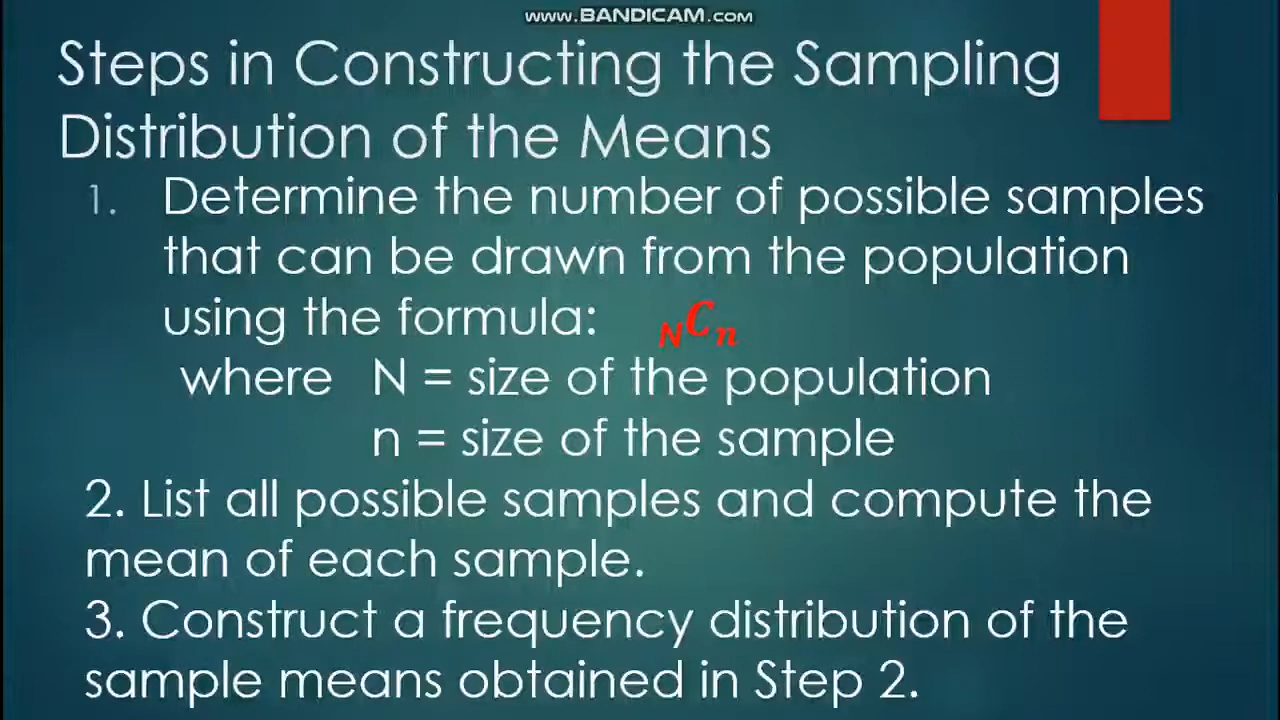 www.BANDICAM.com
Steps in Constructing the Sampling
Distribution of the Means
1. Determine the number of possible samples
that can be drawn from the population
using the formula: NCn
where N = size of the population
n = size of the sample
2. List all possible samples and compute the
mean of each sample.
3. Construct a frequency distribution of the
sample means obtained in Step 2.